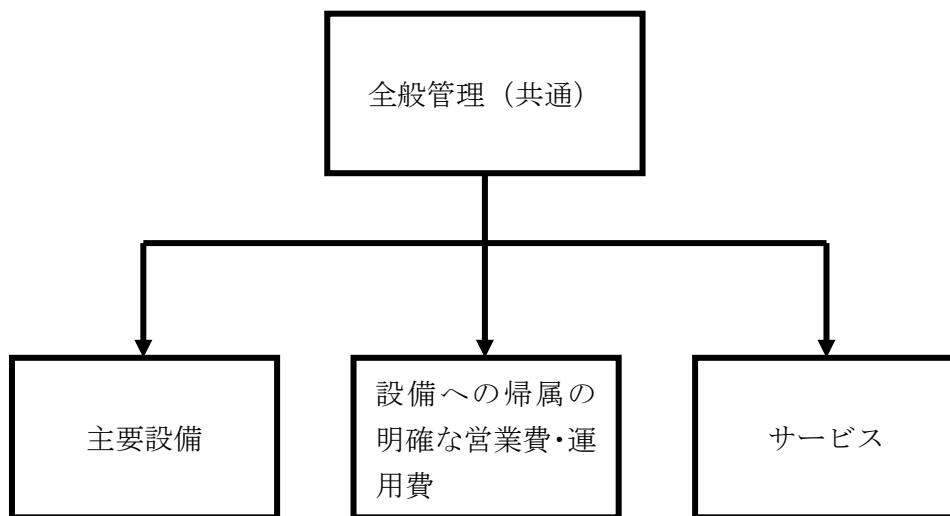 全般管理（共通）
主要設備
設備への帰属の
明確な営業費・運
用費
サービス